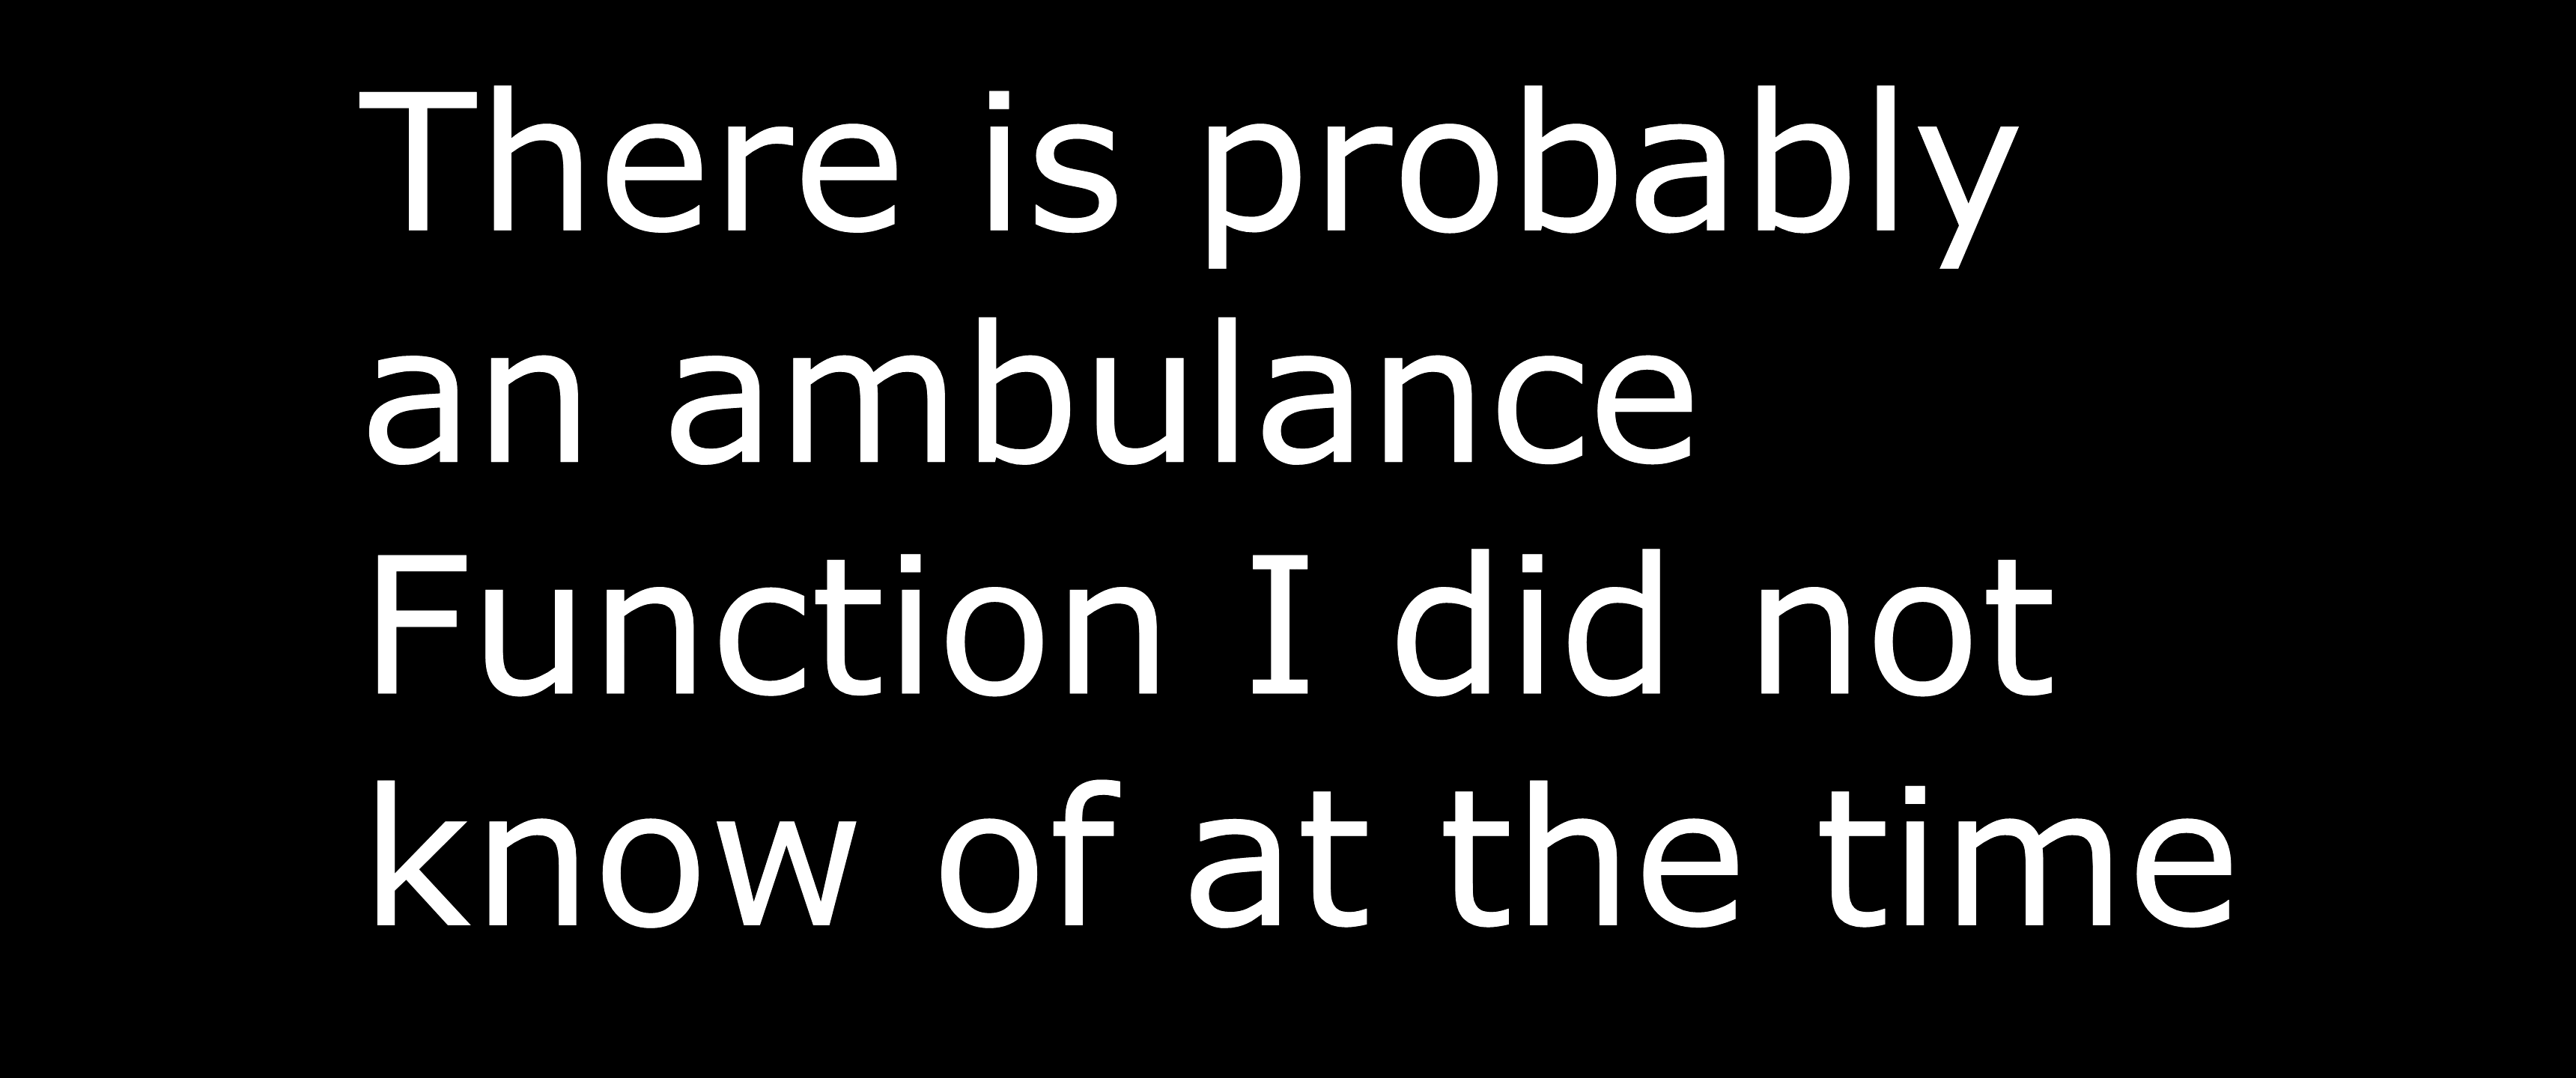 There is probably
an ambulance
Function I did not
know of at the time